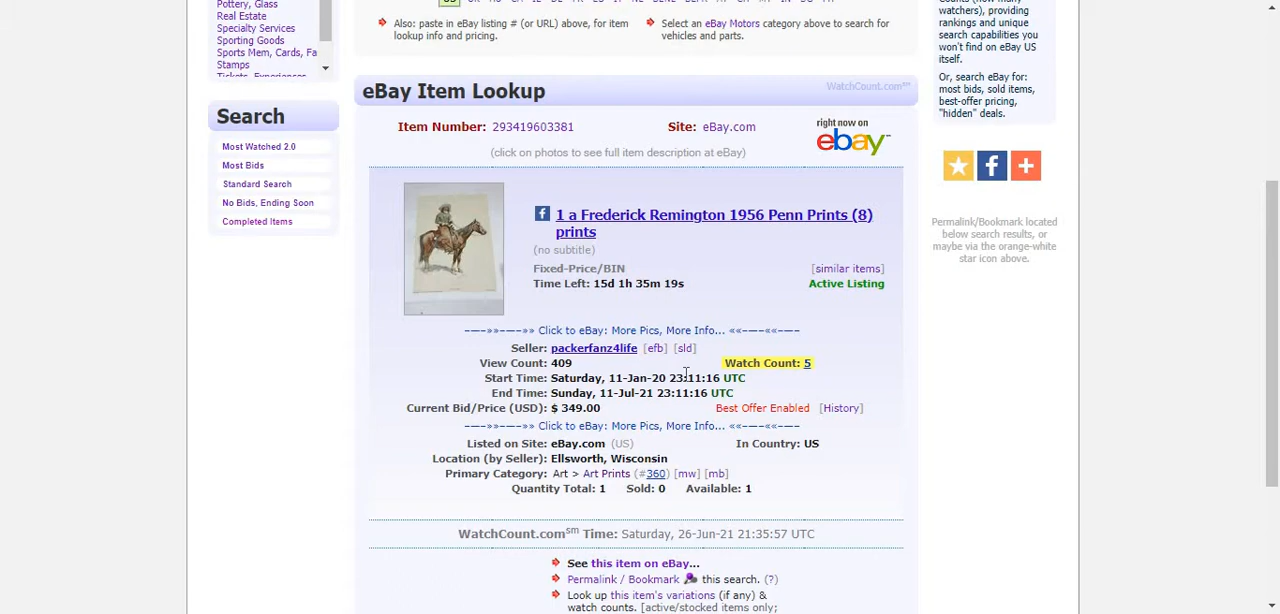 Pottery, Glass
Real Estate
Specialty Services
Sporting Goods
Sports Mem, Cards, Fa
Stamps
Search
Most Watched 2.0
Most Bids
Standard Search
No Bids, Ending Soon
Completed Items
Also: paste in eBay listing # (or URL) above, for item
lookup info and pricing.
Select an eBay Motors category above to search for
vehicles and parts.
eBay Item Lookup
WatchCount.com℠
Item Number: 293419603381
Site: eBay.com
right now on
ebay
(click on photos to see full item description at eBay)
1 a Frederick Remington 1956 Penn Prints (8)
prints
(no subtitle)
Fixed-Price/BIN
[similar items]
Time Left: 15d 1h 35m 19s
Active Listing
—-»»—-»» Click to eBay: More Pics, More Info... ««—-««—-
Seller: packerfanz4life [efb] [sld]
View Count: 409
Watch Count: 5
Start Time: Saturday, 11-Jan-20 23:11:16 UTC
End Time: Sunday, 11-Jul-21 23:11:16 UTC
Current Bid/Price (USD): $ 349.00
Best Offer Enabled [History]
—-»»—-»» Click to eBay: More Pics, More Info... ««—-««—-
Listed on Site: eBay.com (US)
In Country: US
Location (by Seller): Ellsworth, Wisconsin
Primary Category: Art > Art Prints (#360) [mw] [mb]
Quantity Total: 1 Sold: 0 Available: 1
WatchCount.com℠ Time: Saturday, 26-Jun-21 21:35:57 UTC
See this item on eBay...
Permalink / Bookmark this search. (?)
Look up this item's variations (if any) &
watch counts. [active/stocked items only;
watchers), providing
rankings and unique
search capabilities you
won't find on eBay US
itself.
Or, search eBay for:
most bids, sold items,
best-offer pricing,
"hidden" deals.
Permalink/Bookmark located
below search results, or
maybe via the orange-white
star icon above.